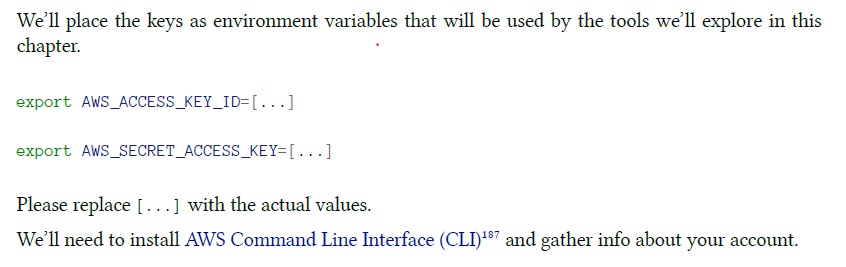 We'll place the keys as environment variables that will be used by the tools we'll explore in this
chapter.
export AWS_ACCESS_KEY_ID=[...]
export AWS_SECRET_ACCESS_KEY=[...]
Please replace [...] with the actual values.
We'll need to install AWS Command Line Interface (CLI)¹⁸⁷ and gather info about your account.